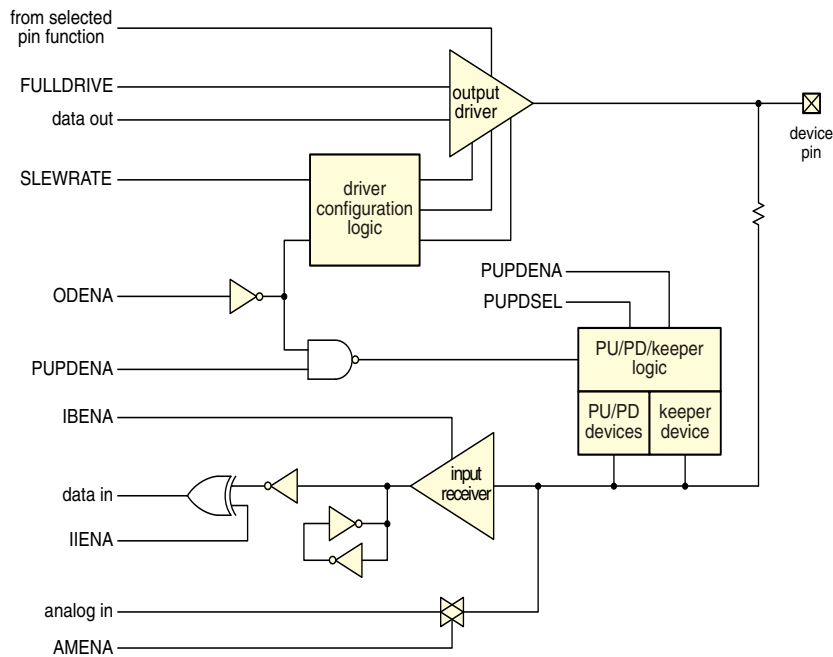 from selected
pin function
FULLDRIVE
data out
output
driver
device
pin
SLEWRATE
driver
configuration
logic
ODENA
PUPDENA
PUPDSEL
PUPDENA
PU/PD/keeper
logic
PU/PD
devices
keeper
device
IBENA
input
receiver
data in
IIENA
analog in
AMENA